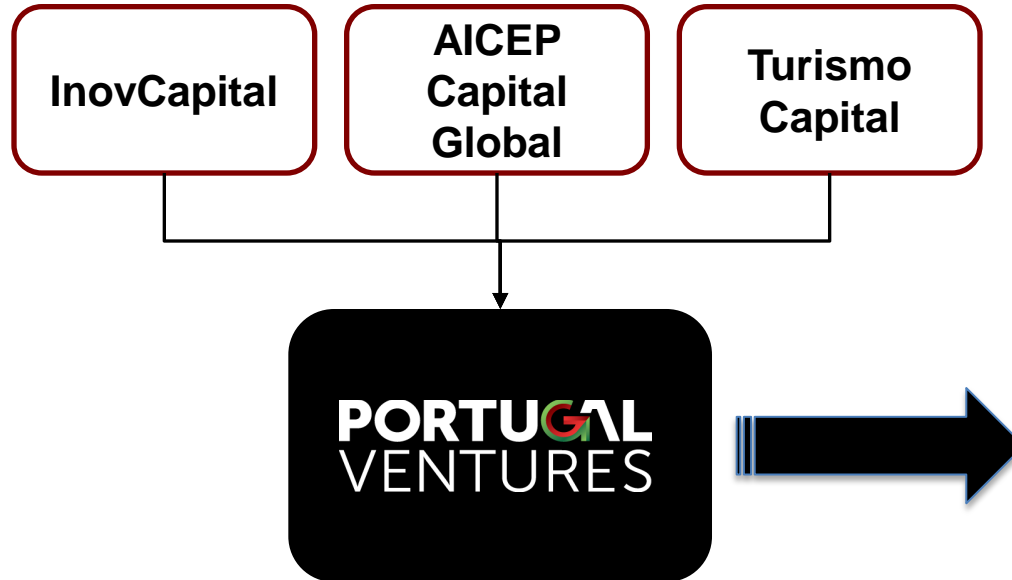 InovCapital
AICEP
Capital
Global
Turismo
Capital
PORTUGAL
VENTURES